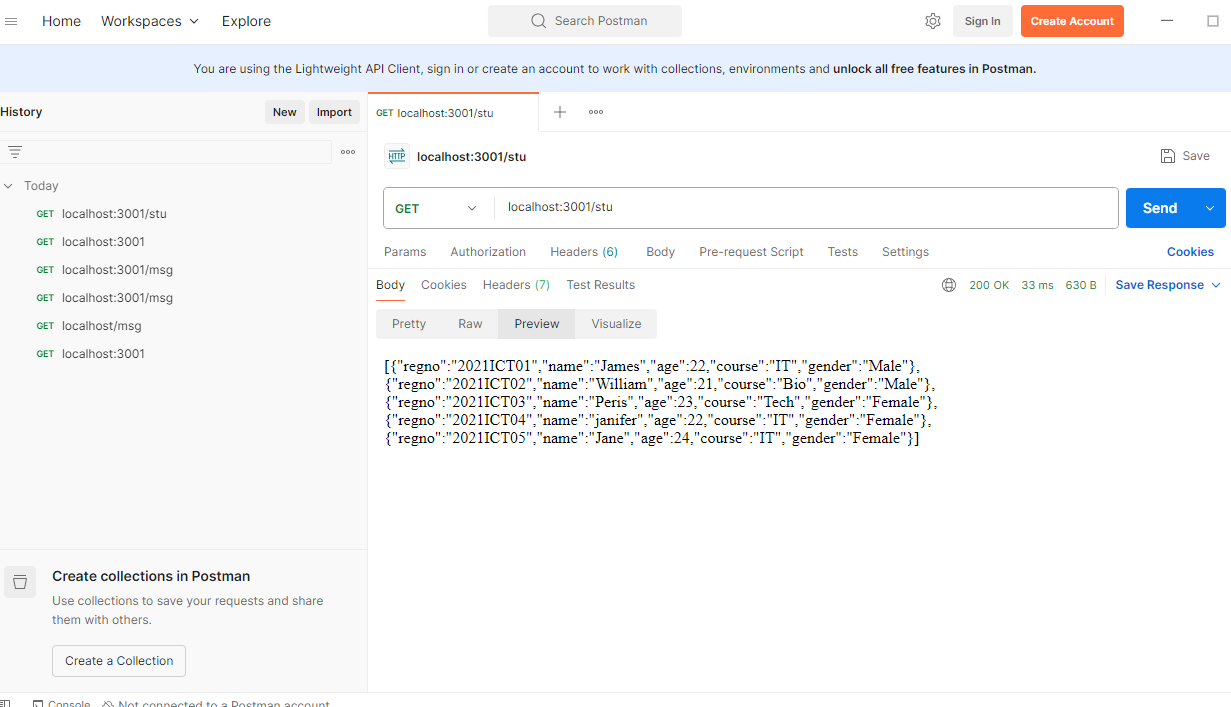 Home Workspaces Explore Search Postman Sign In Create Account
You are using the Lightweight API Client, sign in or create an account to work with collections, environments and unlock all free features in Postman.
History New Import
GET localhost:3001/stu
Today
GET localhost:3001/stu
GET localhost:3001
GET localhost:3001/msg
GET localhost:3001/msg
GET localhost/msg
GET localhost:3001
Create collections in Postman
Use collections to save your requests and share
them with others.
Create a Collection
HTTP localhost:3001/stu Save
GET localhost:3001/stu Send
Params Authorization Headers (6) Body Pre-request Script Tests Settings Cookies
Body Cookies Headers (7) Test Results 200 OK 33 ms 630 B Save Response
Pretty Raw Preview Visualize
[{"regno":"2021ICT01","name":"James","age":22,"course":"IT","gender":"Male"},
{"regno":"2021ICT02","name":"William","age":21,"course":"Bio","gender":"Male"},
{"regno":"2021ICT03","name":"Peris","age":23,"course":"Tech","gender":"Female"},
{"regno":"2021ICT04","name":"janifer","age":22,"course":"IT","gender":"Female"},
{"regno":"2021ICT05","name":"Jane","age":24,"course":"IT","gender":"Female"}]
Console Not connected to a Postman account